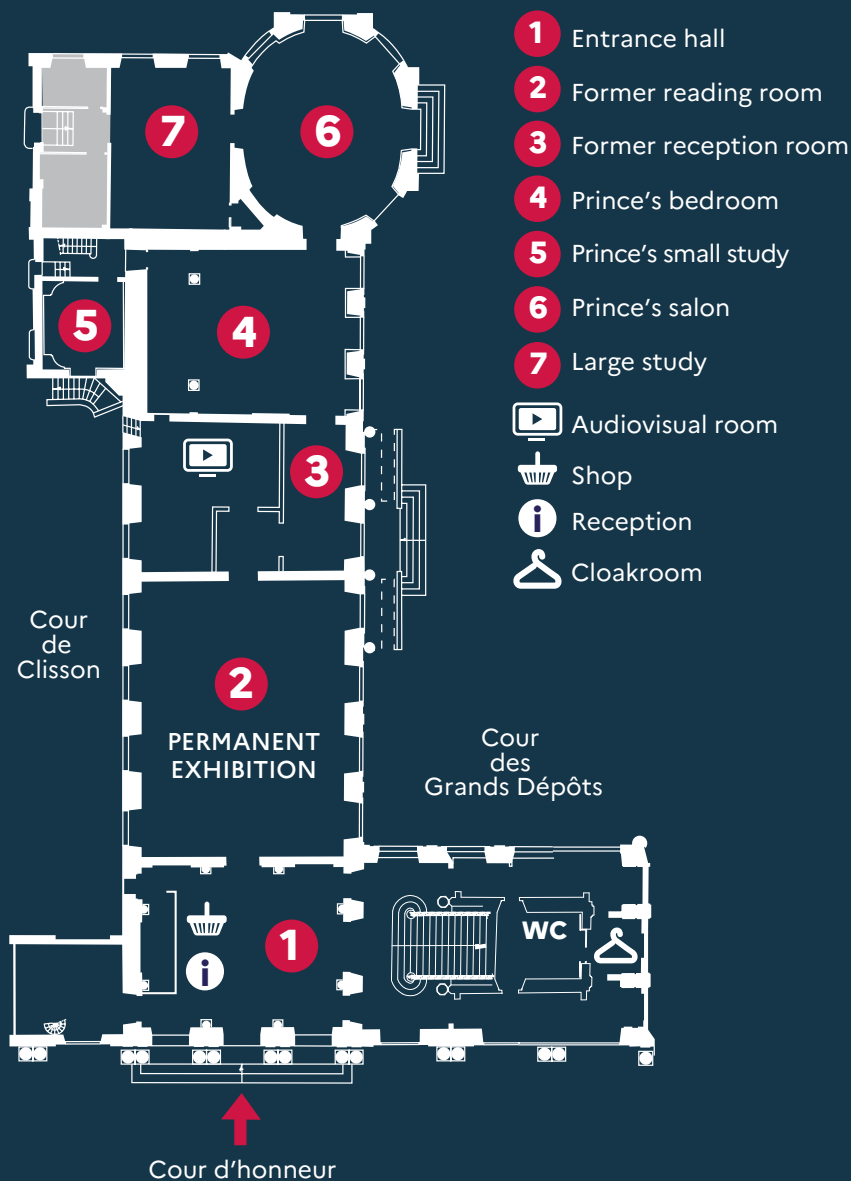 1 Entrance hall
2 Former reading room
3 Former reception room
4 Prince’s bedroom
5 Prince’s small study
6 Prince’s salon
7 Large study
Audiovisual room
Shop
i Reception
Cloakroom
7
6
5
4
3
Cour
de
Clisson
2
PERMANENT
EXHIBITION
Cour
des
Grands Dépôts
1
i
WC
Cour d’honneur